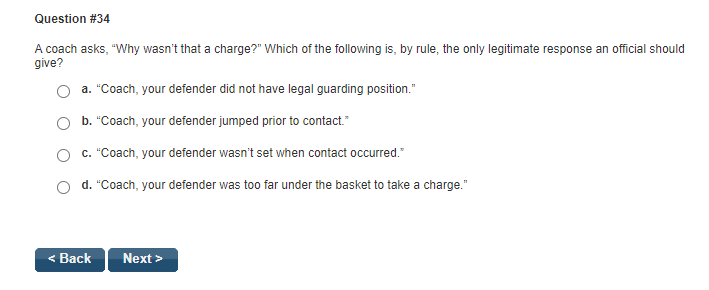 Question #34
A coach asks, “Why wasn’t that a charge?” Which of the following is, by rule, the only legitimate response an official should
give?
a. “Coach, your defender did not have legal guarding position.”
b. “Coach, your defender jumped prior to contact.”
c. “Coach, your defender wasn’t set when contact occurred.”
d. “Coach, your defender was too far under the basket to take a charge.”
< Back Next >